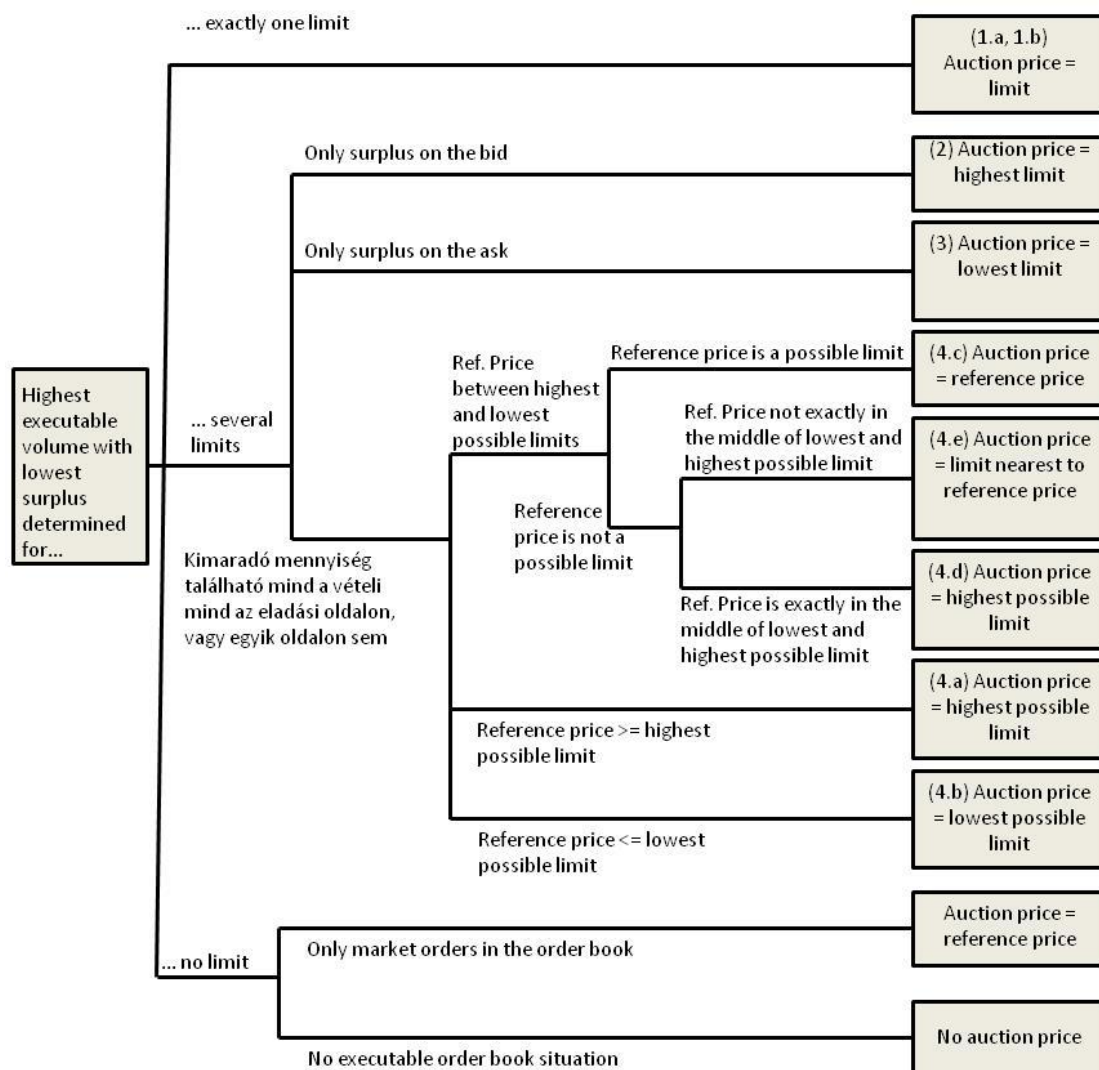 ... exactly one limit
(1.a, 1.b)
Auction price =
limit
Only surplus on the bid
(2) Auction price =
highest limit
Only surplus on the ask
(3) Auction price =
lowest limit
Highest
executable
volume with
lowest
surplus
determined
for...
... several
limits
Kimaradó mennyiség
található mind a vételi
mind az eladási oldalon,
vagy egyik oldalon sem
Ref. Price
between highest
and lowest
possible limits
Reference price is a possible limit
(4.c) Auction price
= reference price
Reference
price is not a
possible limit
Ref. Price not exactly in
the middle of lowest and
highest possible limit
(4.e) Auction price
= limit nearest to
reference price
Ref. Price is exactly in the
middle of lowest and
highest possible limit
(4.d) Auction price
= highest possible
limit
Reference price >= highest
possible limit
(4.a) Auction price
= highest possible
limit
Reference price <= lowest
possible limit
(4.b) Auction price
= lowest possible
limit
... no limit
Only market orders in the order book
Auction price =
reference price
No executable order book situation
No auction price